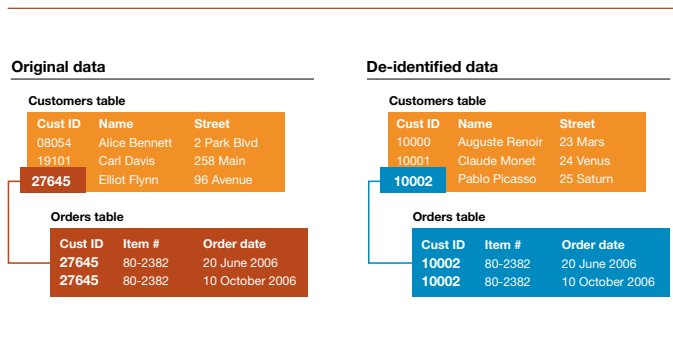 Original data
Customers table
Cust ID Name Street
08054 Alice Bennett 2 Park Blvd
19101 Carl Davis 258 Main
27645 Elliot Flynn 96 Avenue
Orders table
Cust ID Item # Order date
27645 80-2382 20 June 2006
27645 80-2382 10 October 2006
De-identified data
Customers table
Cust ID Name Street
10000 Auguste Renoir 23 Mars
10001 Claude Monet 24 Venus
10002 Pablo Picasso 25 Saturn
Orders table
Cust ID Item # Order date
10002 80-2382 20 June 2006
10002 80-2382 10 October 2006